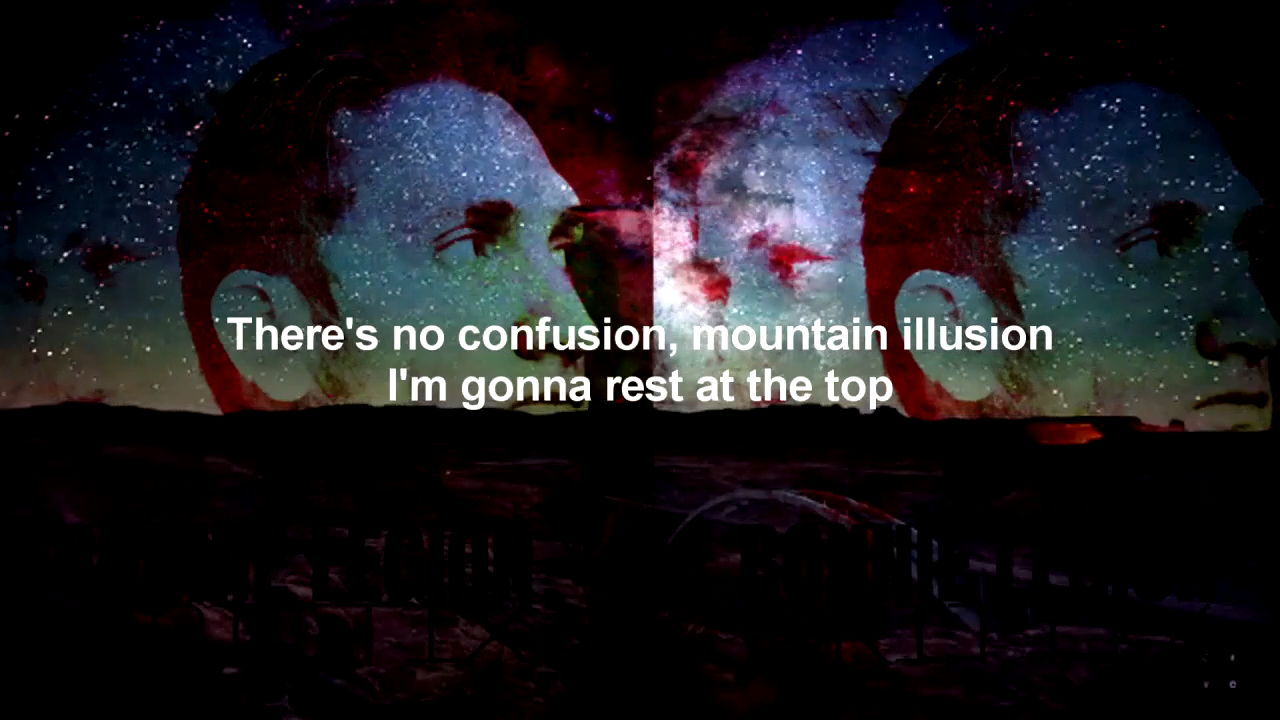 There's no confusion, mountain illusion
I'm gonna rest at the top